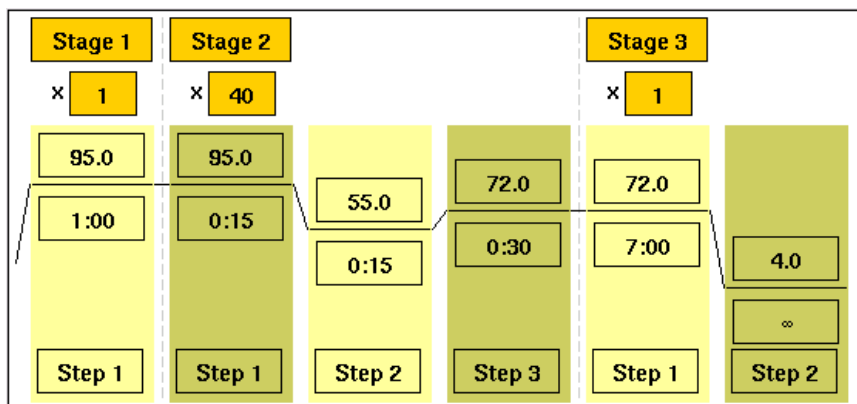 Stage 1 Stage 2 Stage 3
x 1 x 40 x 1
95.0 95.0 55.0 72.0 72.0 4.0
1:00 0:15 0:15 0:30 7:00 ∞
Step 1 Step 1 Step 2 Step 3 Step 1 Step 2